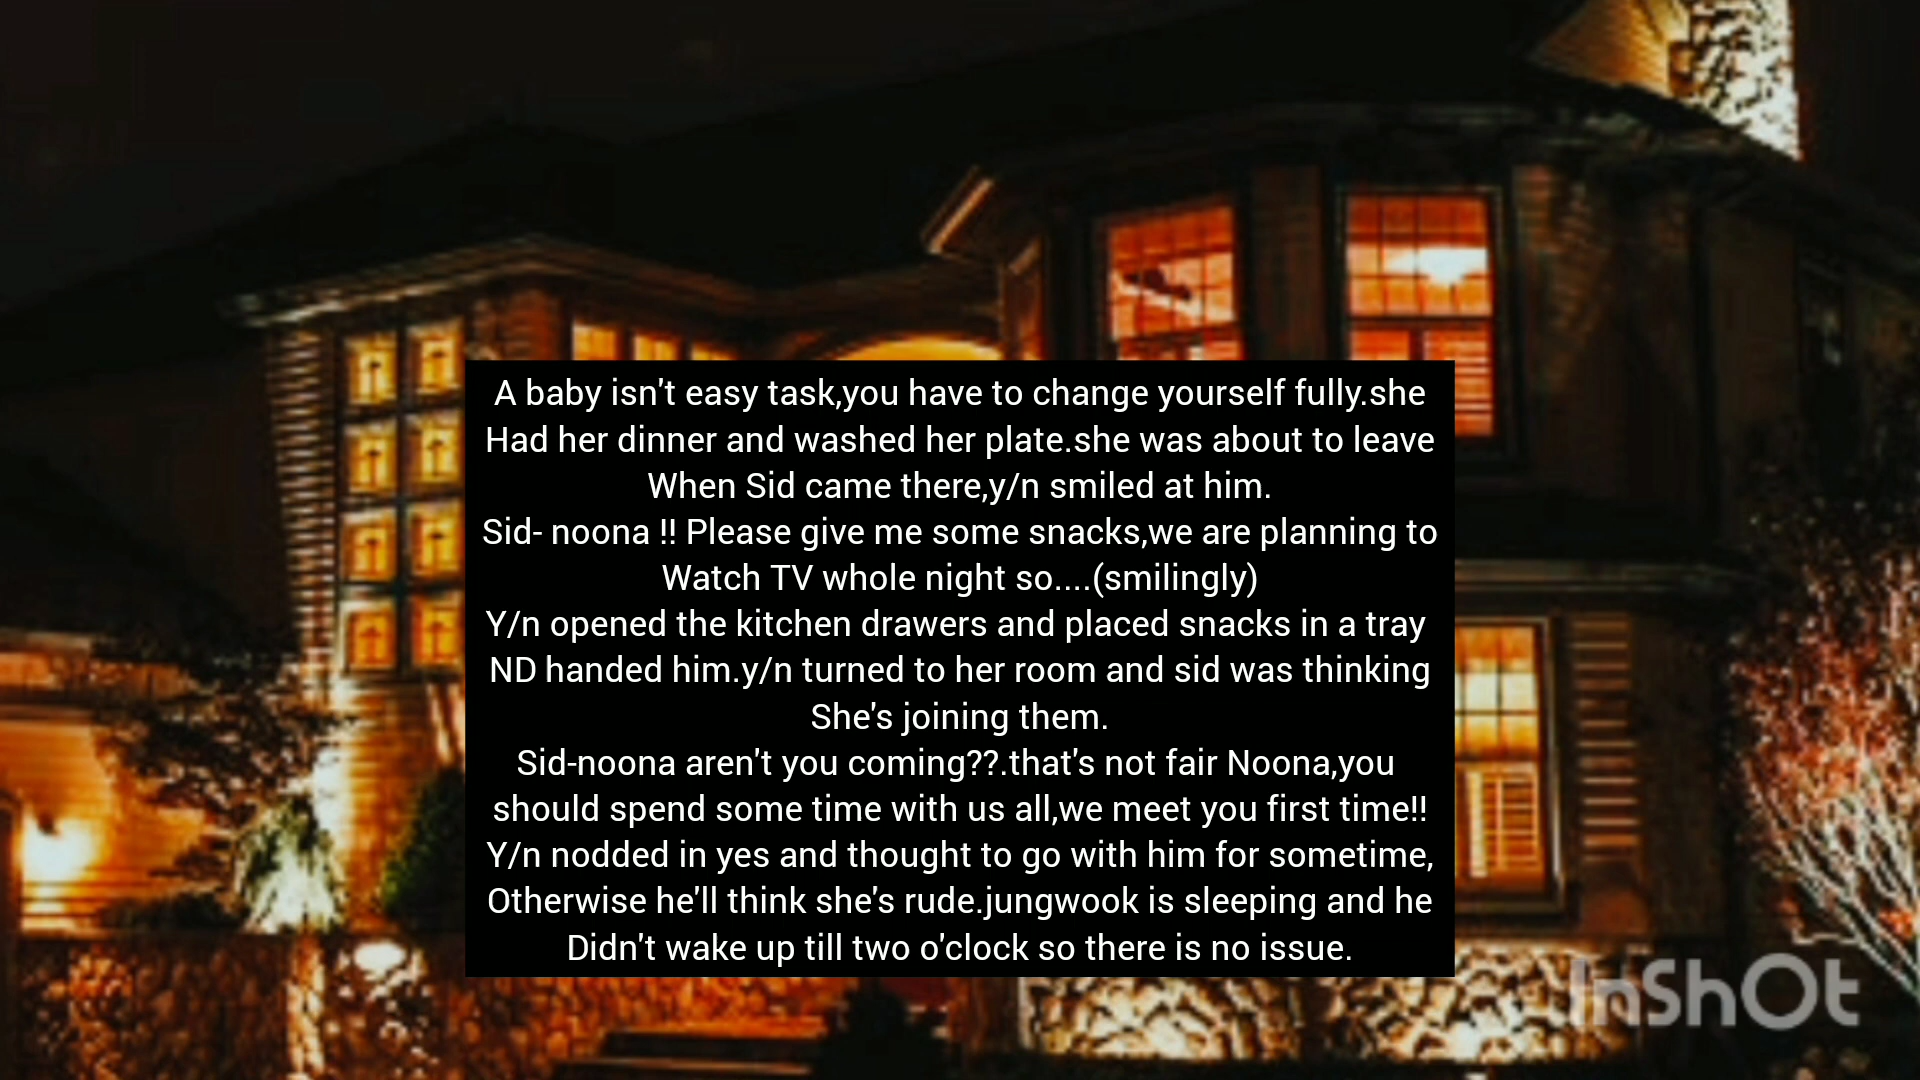 A baby isn't easy task,you have to change yourself fully.she
Had her dinner and washed her plate.she was about to leave
When Sid came there,y/n smiled at him.
Sid- noona !! Please give me some snacks,we are planning to
Watch TV whole night so....(smilingly)
Y/n opened the kitchen drawers and placed snacks in a tray
ND handed him.y/n turned to her room and sid was thinking
She's joining them.
Sid-noona aren't you coming??.that's not fair Noona,you
should spend some time with us all,we meet you first time!!
Y/n nodded in yes and thought to go with him for sometime,
Otherwise he'll think she's rude.jungwook is sleeping and he
Didn't wake up till two o'clock so there is no issue.
InShOt